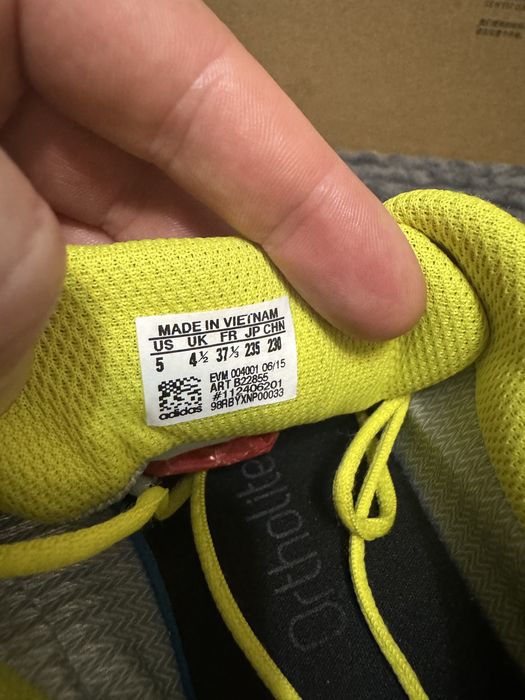 MADE IN VIETNAM
US UK FR JP CHN
5 4½ 37⅓ 235 230
EVM 004001 06/15
ART B22855
#112406201
98RBYXNP00033
adidas
Ortholite